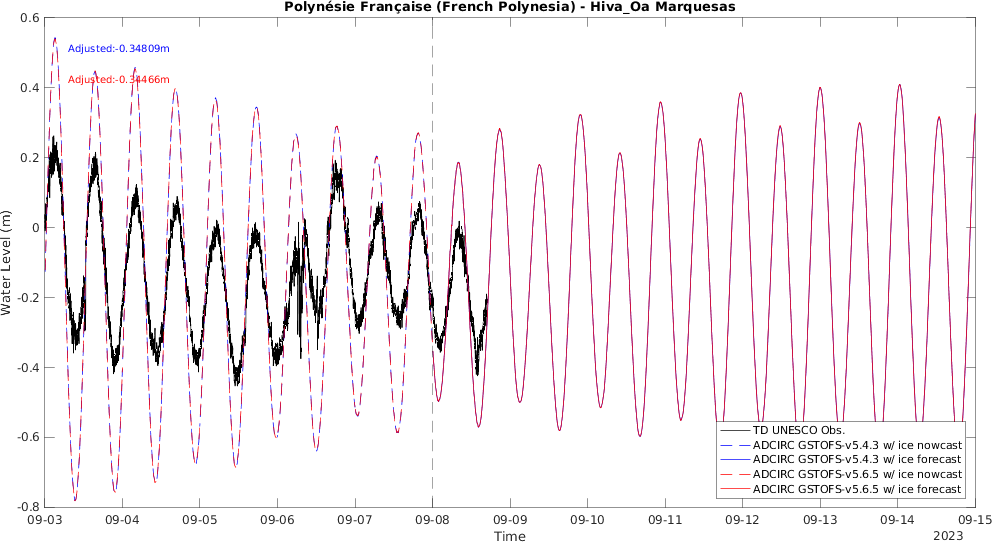 Polynésie Française (French Polynesia) - Hiva_Oa Marquesas
0.6
0.4
0.2
0
-0.2
-0.4
-0.6
-0.8
Water Level (m)
Adjusted:-0.34809m
Adjusted:-0.34466m
TD UNESCO Obs.
ADCIRC GSTOFS-v5.4.3 w/ ice nowcast
ADCIRC GSTOFS-v5.4.3 w/ ice forecast
ADCIRC GSTOFS-v5.6.5 w/ ice nowcast
ADCIRC GSTOFS-v5.6.5 w/ ice forecast
09-03 09-04 09-05 09-06 09-07 09-08 09-09 09-10 09-11 09-12 09-13 09-14 09-15
Time
2023